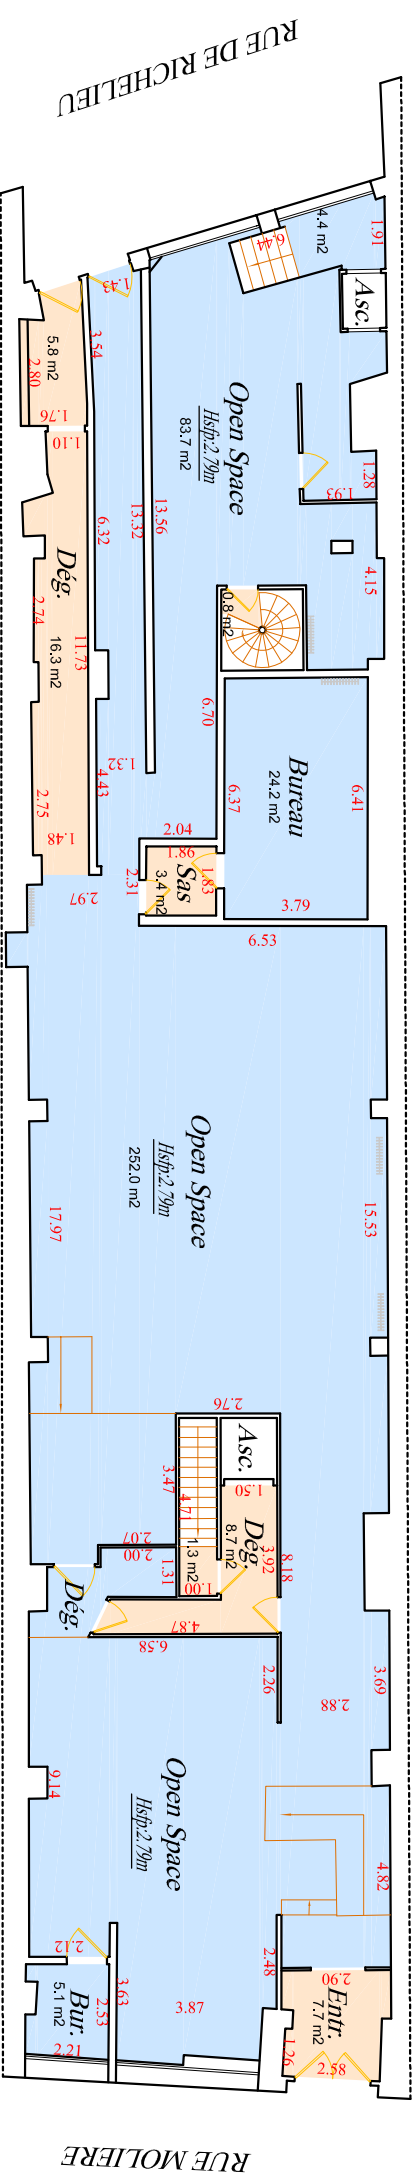 RUE DE RICHELIEU
6.44
4.4 m2
1.91
Asc.
1.43
3.54
5.8 m2
2.80
1.76
1.10
Open Space
Hsfp:2.79m
83.7 m2
1.28
1.93
13.56
13.32
6.32
4.15
Dég.
16.3 m2
2.74
11.73
0.8 m2
6.70
Bureau
24.2 m2
6.41
6.37
3.79
1.32
4.43
2.75
1.48
2.04
1.98
Sas
3.4 m2
1.83
2.31
2.97
9.53
Open Space
Hsfp:2.79m
252.0 m2
17.97
15.53
2.76
Asc.
1.50
3.47
4.71
1.3 m2
Dég.
8.7 m2
3.92
8.18
2.07
2.00
1.31
1.00
Dég.
4.87
6.58
2.26
2.88
3.69
Open Space
Hsfp:2.79m
9.14
4.82
2.12
2.48
2.90
Entr.
7.7 m2
3.63
3.87
Bur.
5.1 m2
2.53
2.21
1.26
2.58
RUE MOLIERE